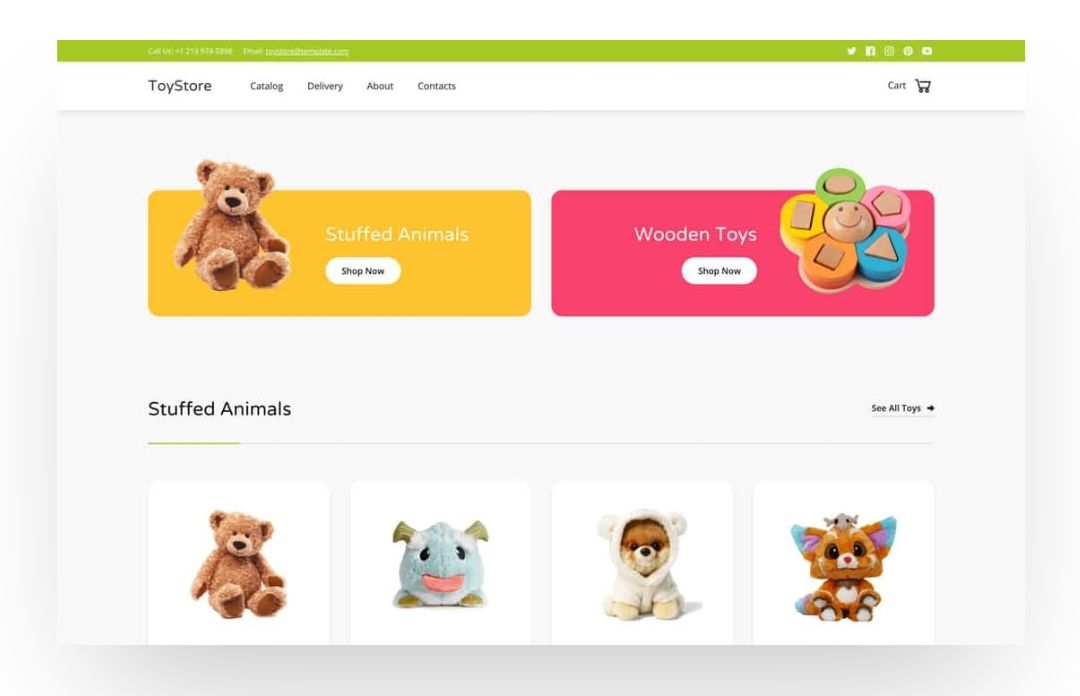 Call Us: +1 213 974-5898 Email: toystore@template.com
ToyStore Catalog Delivery About Contacts Cart
Stuffed Animals
Shop Now
Wooden Toys
Shop Now
Stuffed Animals
See All Toys